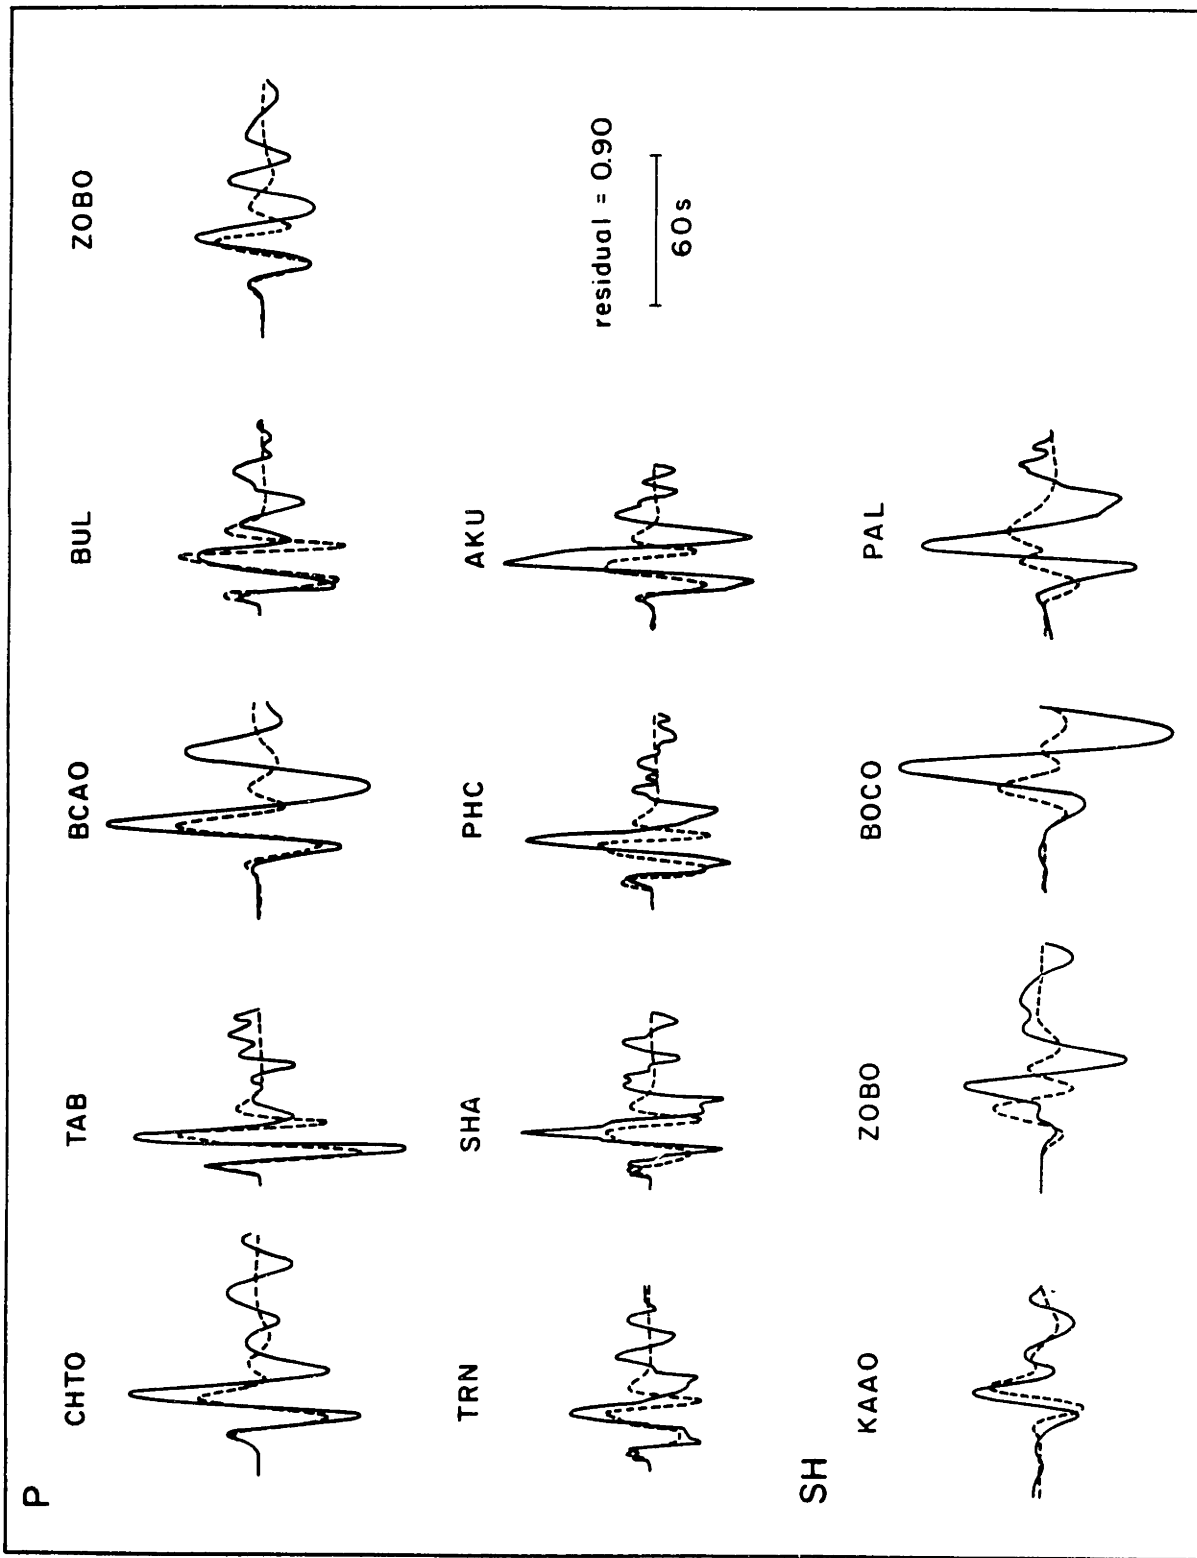 P
CHTO
TAB
BCAO
BUL
ZOBO
TRN
SHA
PHC
AKU
residual = 0.90
60s
SH
KAAO
ZOBO
BOCO
PAL